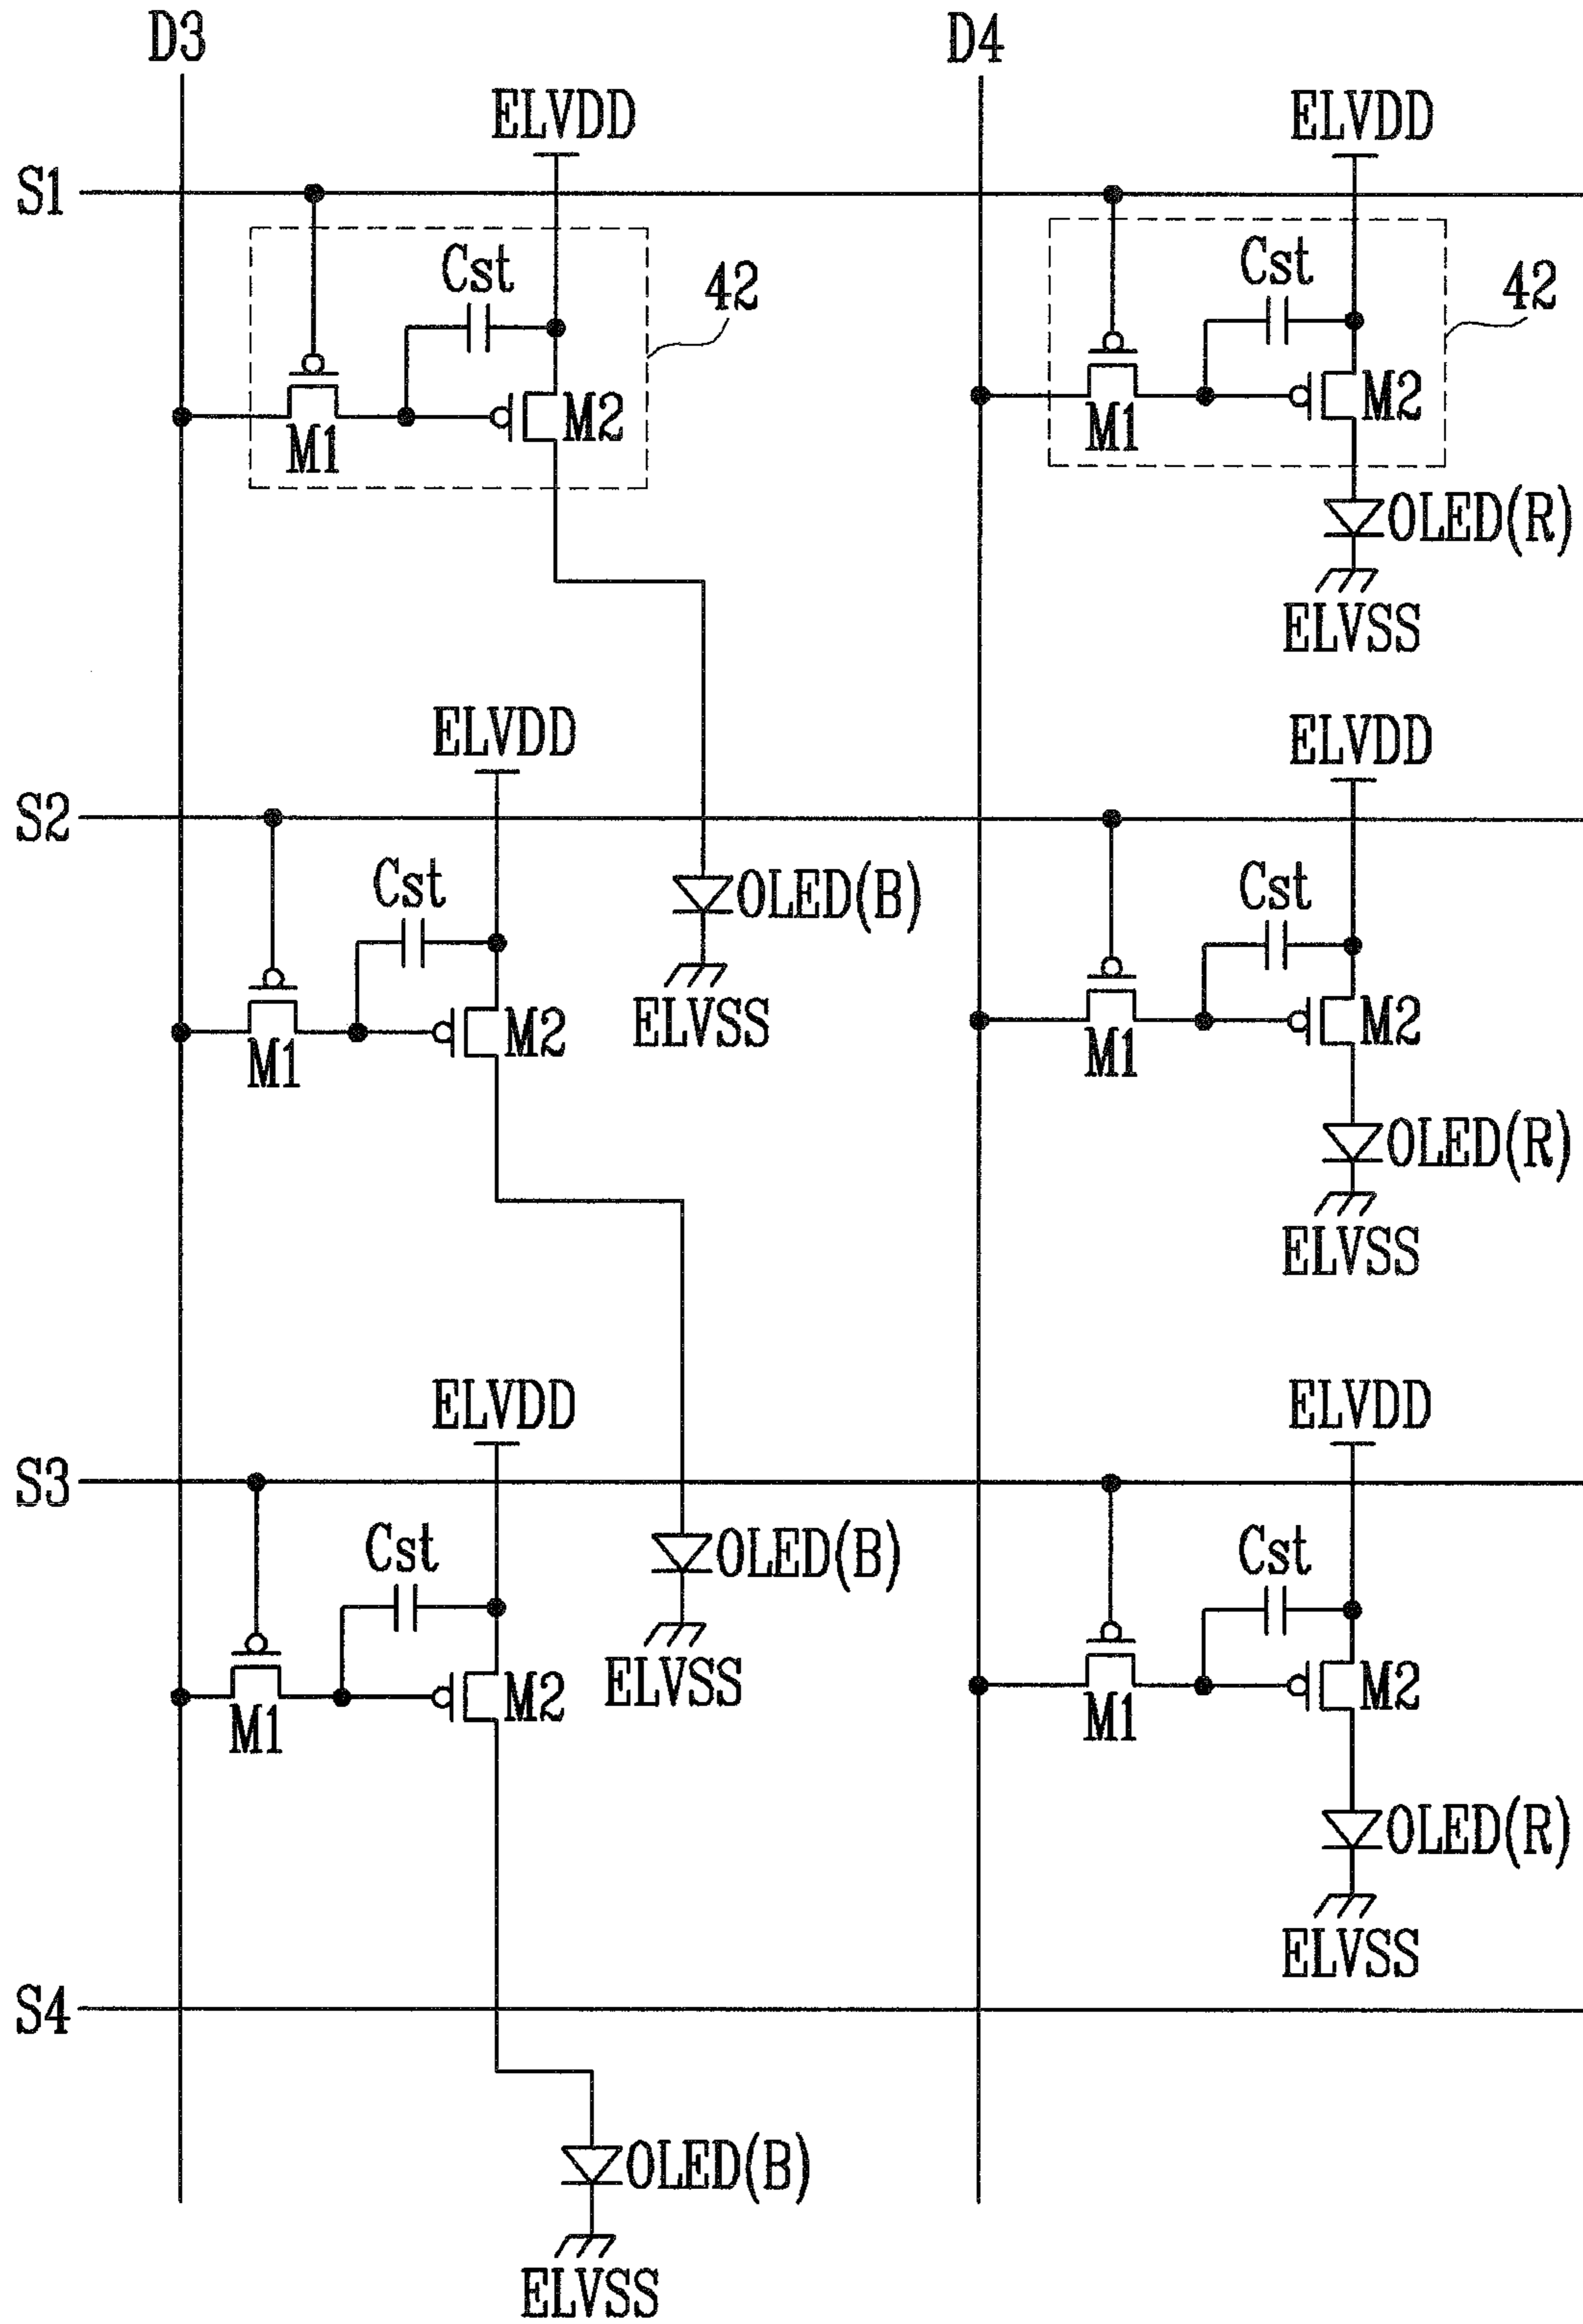 D3 D4
ELVDD ELVDD
S1
Cst 42 Cst 42
M1 M2 M1 M2
OLED(R)
ELVSS
ELVDD ELVDD
S2
Cst OLED(B) Cst
ELVSS
M1 M2 M1 M2
OLED(R)
ELVSS
ELVDD ELVDD
S3
Cst OLED(B) Cst
ELVSS
M1 M2 M1 M2
OLED(R)
ELVSS
S4
OLED(B)
ELVSS